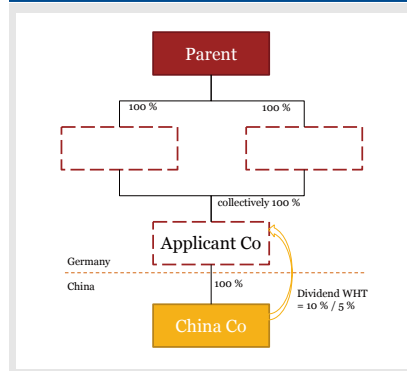 Parent
100 %
100 %
collectively 100 %
Applicant Co
Germany
China
100 %
Dividend WHT
= 10 % / 5 %
China Co